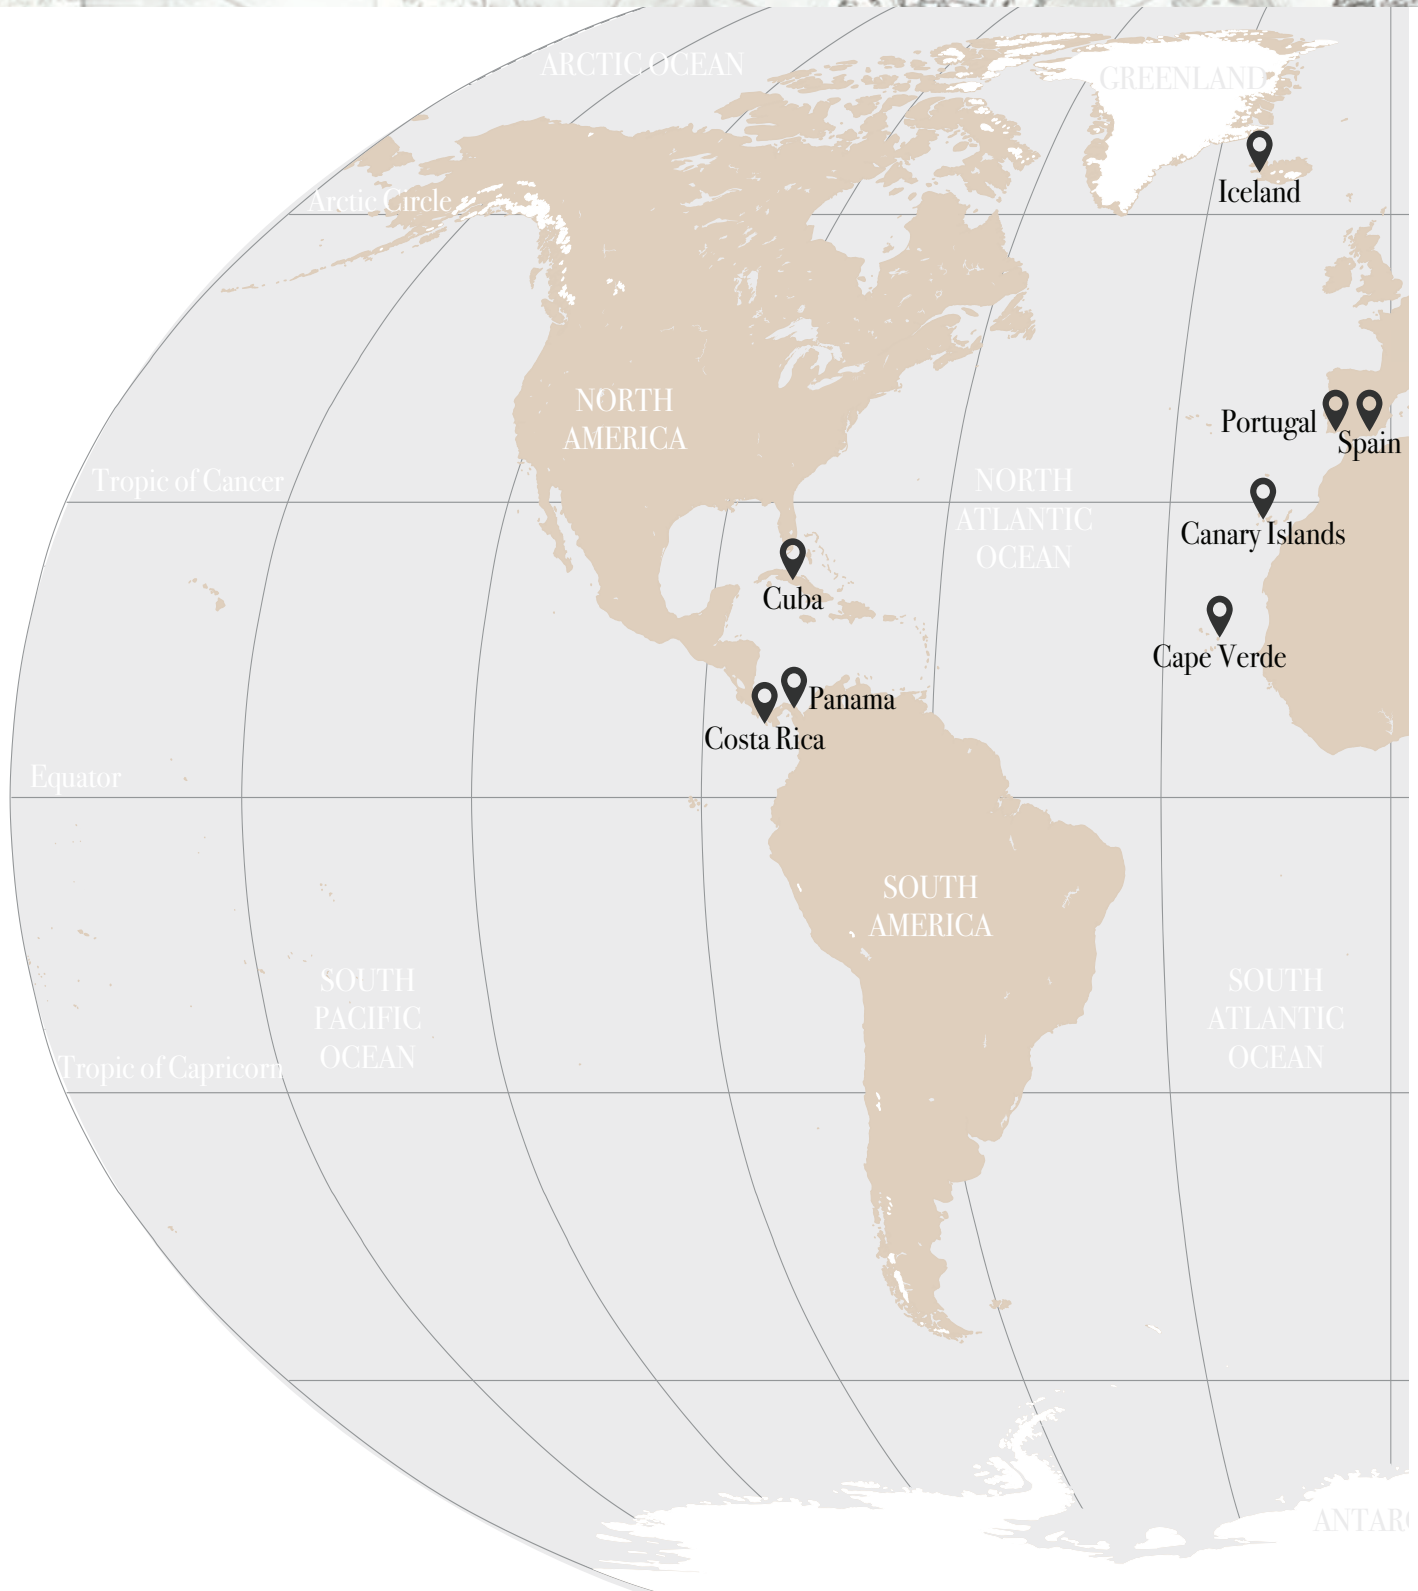 ARCTIC OCEAN
GREENLAND
Iceland
Arctic Circle
NORTH
AMERICA
Portugal
Spain
Tropic of Cancer
NORTH
ATLANTIC
OCEAN
Canary Islands
Cuba
Cape Verde
Panama
Costa Rica
Equator
SOUTH
AMERICA
SOUTH
PACIFIC
OCEAN
SOUTH
ATLANTIC
OCEAN
Tropic of Capricorn